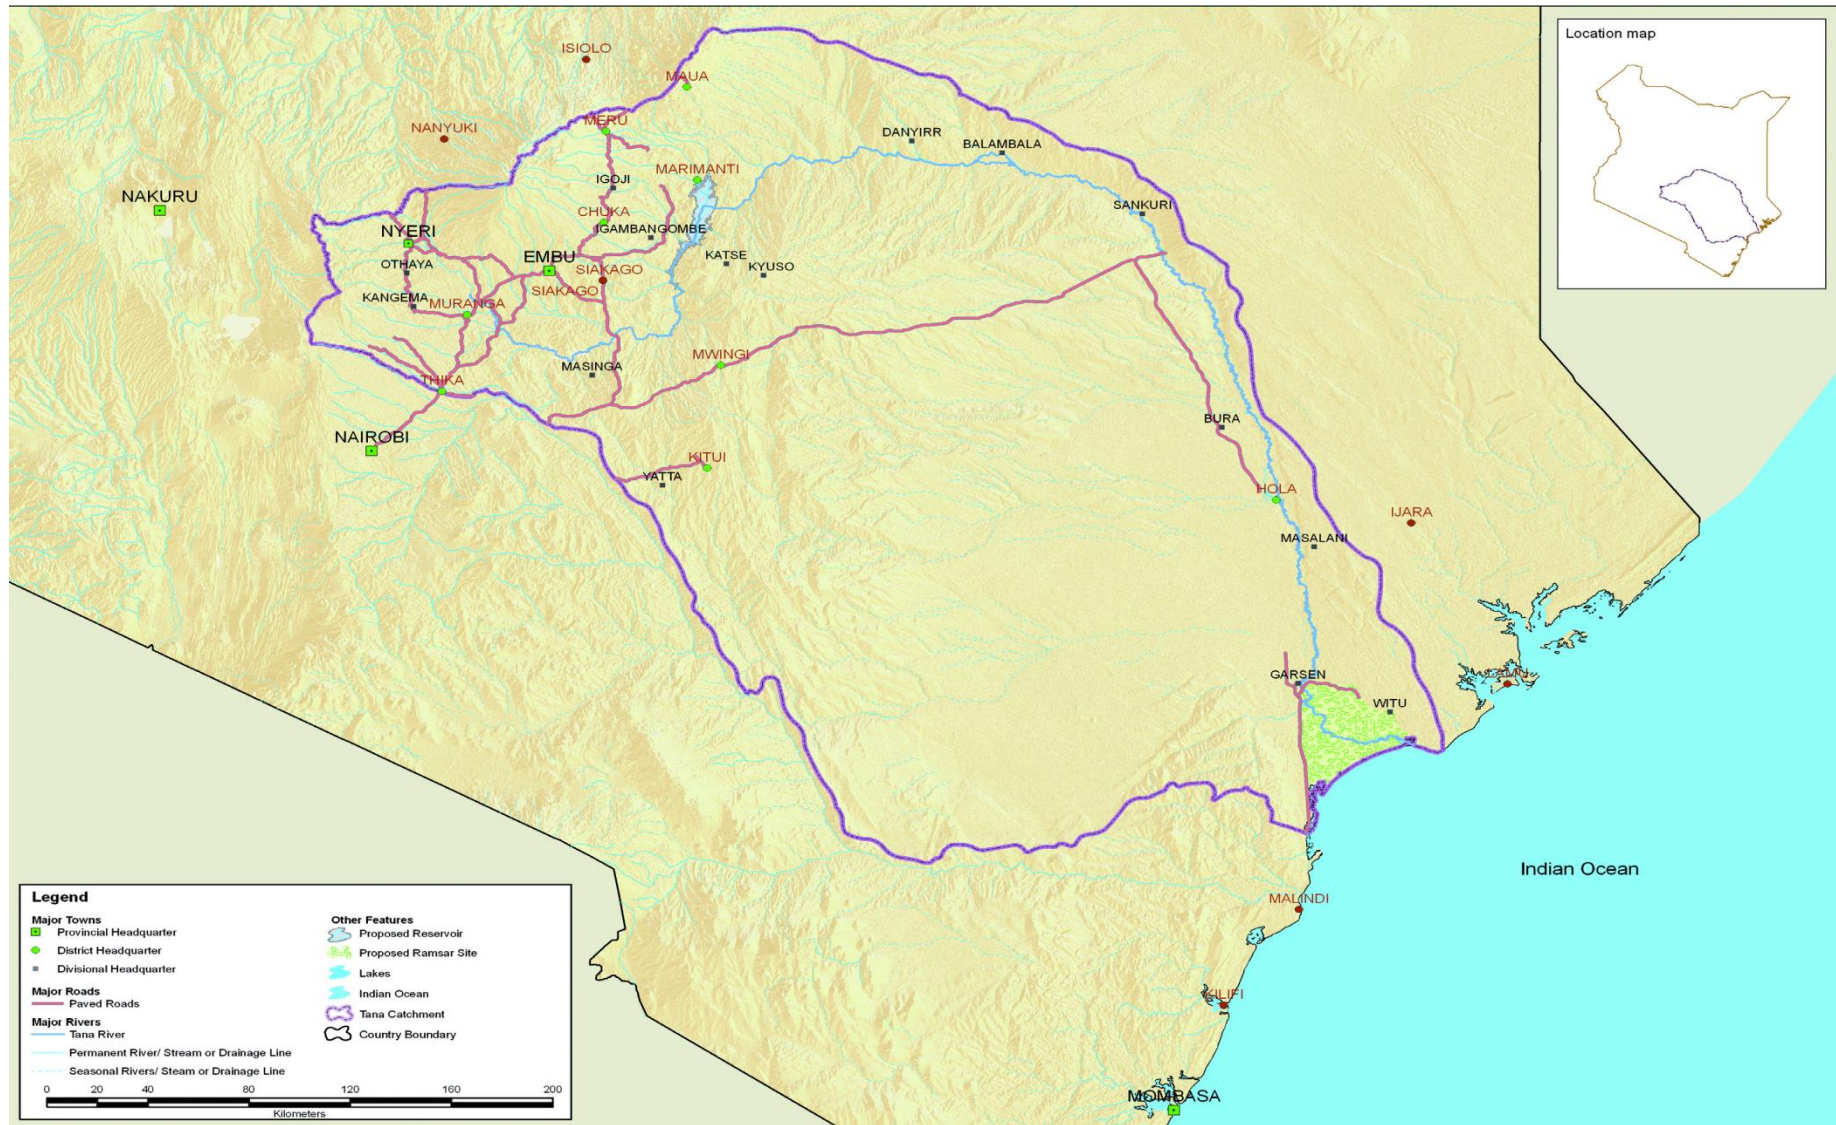 Location map
ISIOLO
MAUA
NANYUKI
MERU
DANYIRR
BALAMBALA
MARIMANTI
IGOJI
NAKURU
SANKURI
CHUKA
NYERI
IGAMBANGOMBE
EMBU
KATSE
OTHAYA
SIAKAGO
KYUSO
SIAKAGO
KANGEMA
MURANGA
MWINGI
MASINGA
THIKA
BURA
NAIROBI
KITUI
YATTA
HOLA
IJARA
MASALANI
GARSEN
WITU
Indian Ocean
MALINDI
KILIFI
MOMBASA
Legend
Major Towns
Provincial Headquarter
District Headquarter
Divisional Headquarter
Major Roads
Paved Roads
Major Rivers
Tana River
Permanent River/ Stream or Drainage Line
Seasonal Rivers/ Steam or Drainage Line
Other Features
Proposed Reservoir
Proposed Ramsar Site
Lakes
Indian Ocean
Tana Catchment
Country Boundary
0 20 40 80 120 160 200
Kilometers